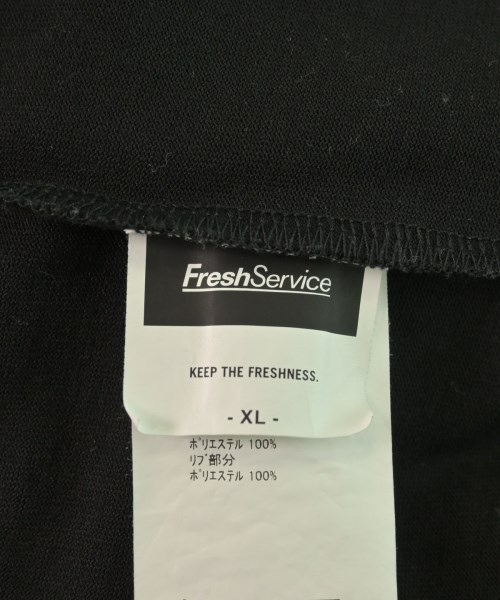 FreshService
KEEP THE FRESHNESS.
- XL -
ポリエステル 100%
リブ部分
ポリエステル 100%